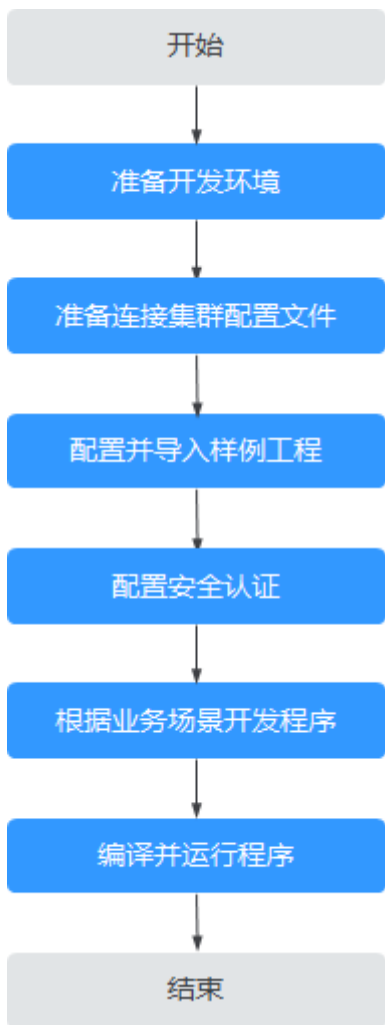 开始
准备开发环境
准备连接集群配置文件
配置并导入样例工程
配置安全认证
根据业务场景开发程序
编译并运行程序
结束